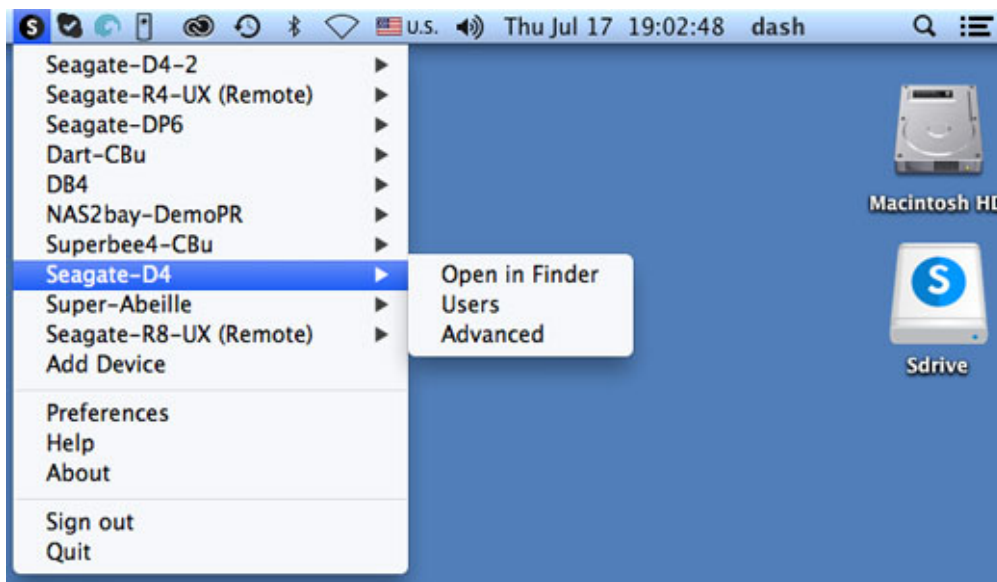 U.S. Thu Jul 17 19:02:48 dash
Seagate-D4-2
Seagate-R4-UX (Remote)
Seagate-DP6
Dart-CBu
DB4
NAS2bay-DemoPR
Superbee4-CBu
Seagate-D4
Super-Abeille
Seagate-R8-UX (Remote)
Add Device
Preferences
Help
About
Sign out
Quit
Open in Finder
Users
Advanced
Macintosh HD
Sdrive